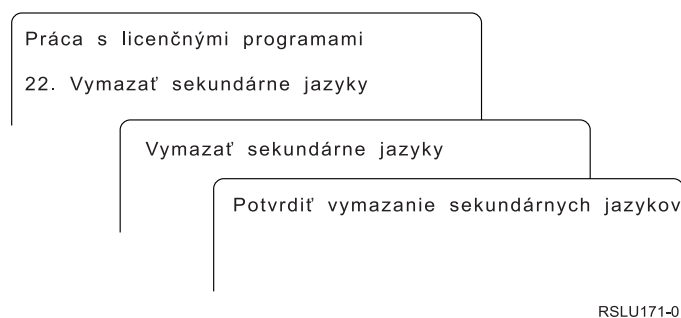 Práca s licenčnými programami
22. Vymazať sekundárne jazyky
Vymazať sekundárne jazyky
Potvrdiť vymazanie sekundárnych jazykov
RSLU171-0